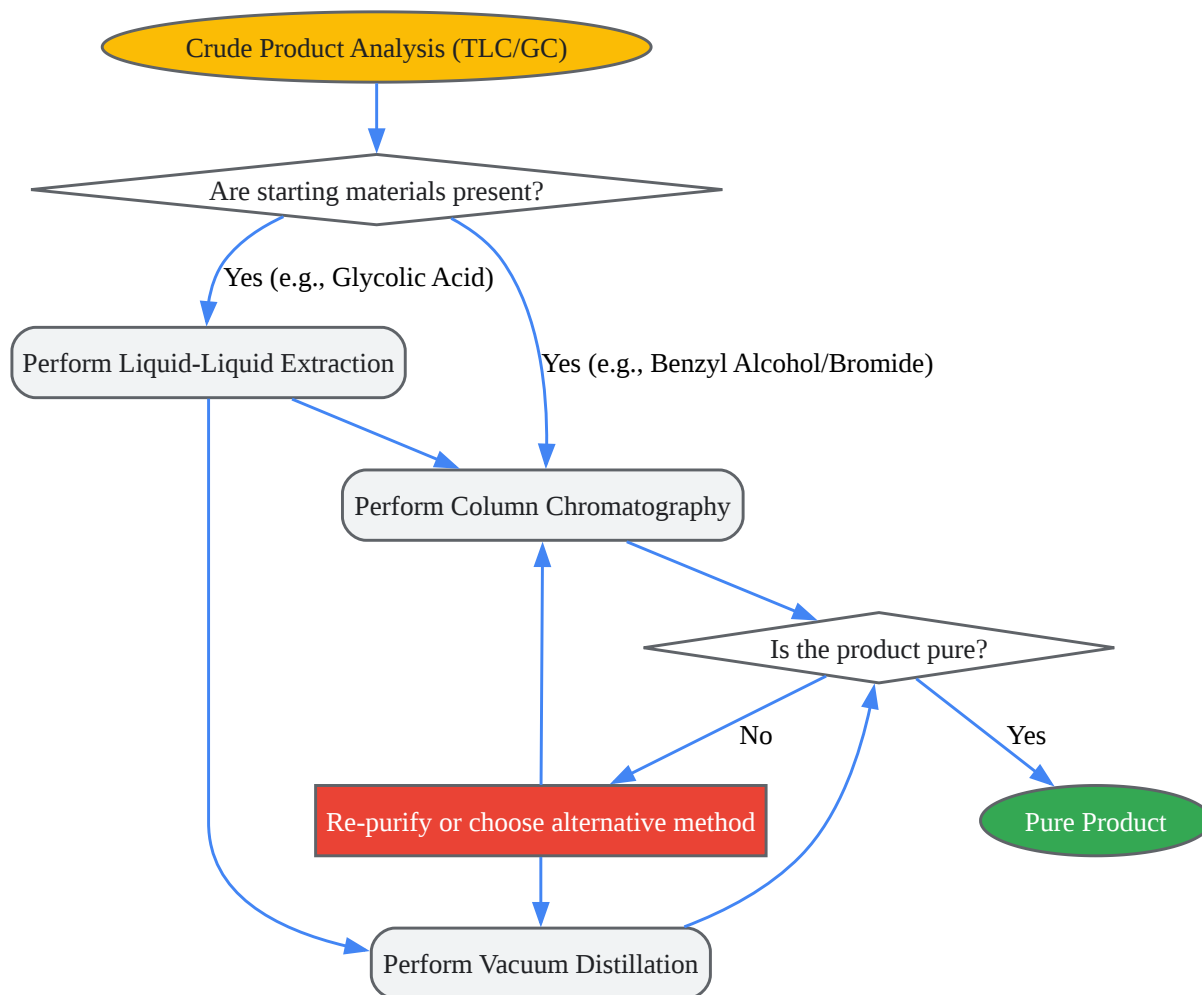 Crude Product Analysis (TLC/GC)
Are starting materials present?
Yes (e.g., Glycolic Acid)
Perform Liquid-Liquid Extraction
Yes (e.g., Benzyl Alcohol/Bromide)
Perform Column Chromatography
Is the product pure?
No
Yes
Re-purify or choose alternative method
Pure Product
Perform Vacuum Distillation